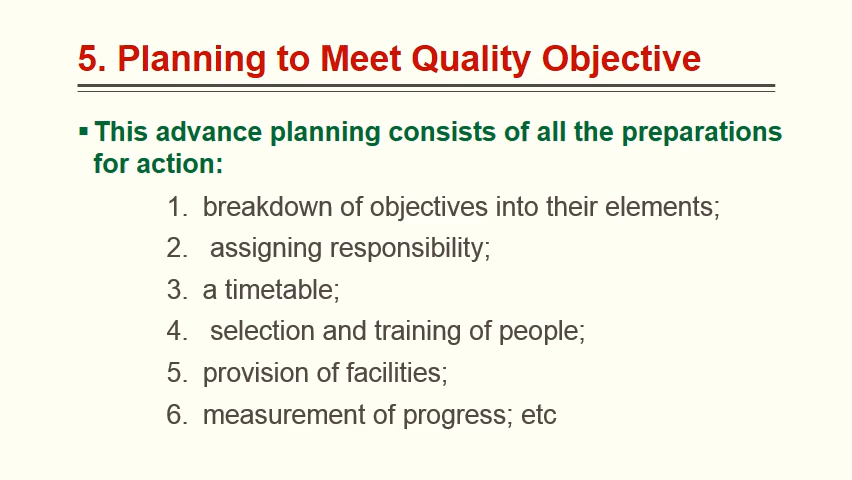 5. Planning to Meet Quality Objective
▪ This advance planning consists of all the preparations
for action:
1. breakdown of objectives into their elements;
2. assigning responsibility;
3. a timetable;
4. selection and training of people;
5. provision of facilities;
6. measurement of progress; etc